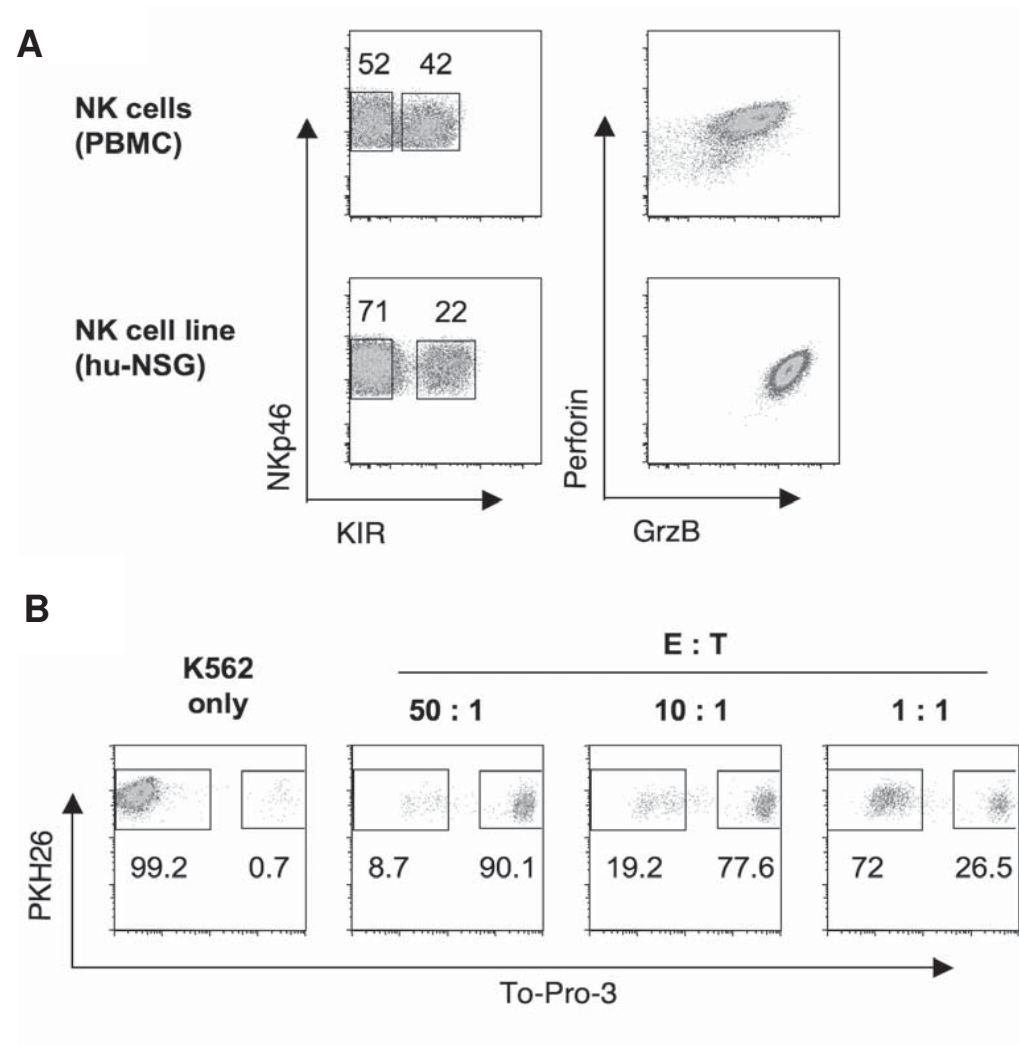 A
52 42
NK cells
(PBMC)
71 22
NK cell line
(hu-NSG)
NKp46
Perforin
KIR
GrzB
B
E : T
K562
only
50 : 1 10 : 1 1 : 1
99.2 0.7 8.7 90.1 19.2 77.6 72 26.5
PKH26
To-Pro-3